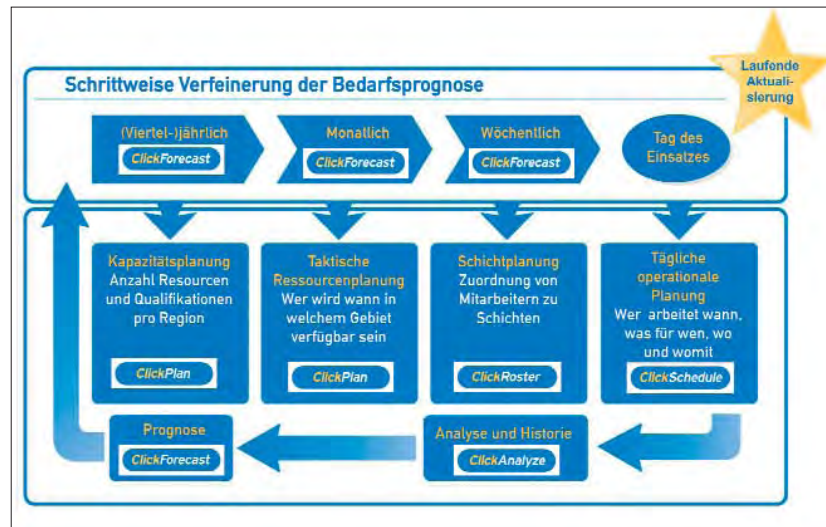 Laufende
Aktuali-
sierung
Schrittweise Verfeinerung der Bedarfsprognose
(Viertel-)jährlich
ClickForecast
Monatlich
ClickForecast
Wöchentlich
ClickForecast
Tag des
Einsatzes
Kapazitätsplanung
Anzahl Resourcen
und Qualifikationen
pro Region
ClickPlan
Taktische
Ressourcenplanung
Wer wird wann in
welchem Gebiet
verfügbar sein
ClickPlan
Schichtplanung
Zuordnung von
Mitarbeitern zu
Schichten
ClickRoster
Tägliche
operationale
Planung
Wer arbeitet wann,
was für wen, wo
und womit
ClickSchedule
Prognose
ClickForecast
Analyse und Historie
ClickAnalyze